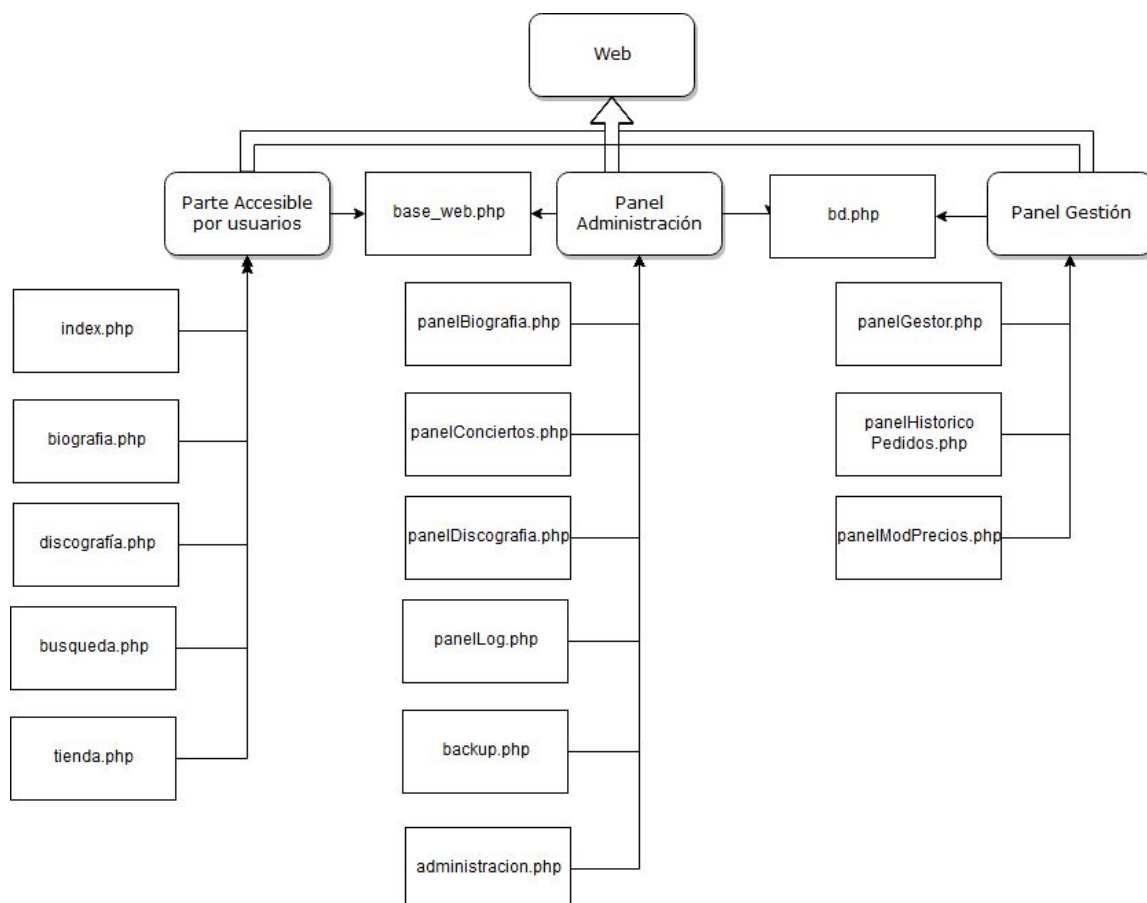 Web
Parte Accesible
por usuarios
base_web.php
Panel
Administración
bd.php
Panel Gestión
index.php
biografia.php
discografía.php
busqueda.php
tienda.php
panelBiografia.php
panelConciertos.php
panelDiscografia.php
panelLog.php
backup.php
administracion.php
panelGestor.php
panelHistorico
Pedidos.php
panelModPrecios.php